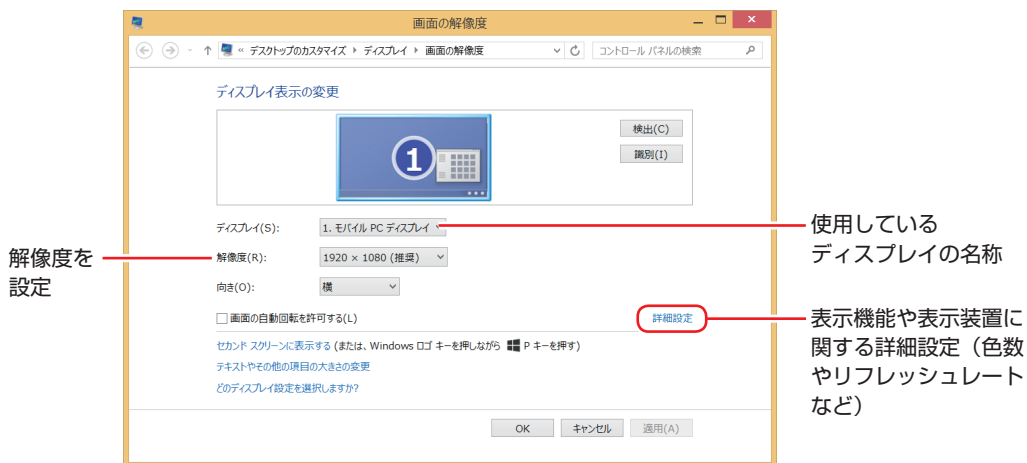 画面の解像度
« デスクトップのカスタマイズ ▸ ディスプレイ ▸ 画面の解像度
コントロール パネルの検索
ディスプレイ表示の変更
1
検出(C)
識別(I)
ディスプレイ(S): 1. モバイル PC ディスプレイ
解像度(R): 1920 × 1080 (推奨)
向き(O): 横
画面の自動回転を許可する(L)
詳細設定
セカンド スクリーンに表示する (または、Windows ロゴ キーを押しながら P キーを押す)
テキストやその他の項目の大きさの変更
どのディスプレイ設定を選択しますか?
OK キャンセル 適用(A)
解像度を
設定
使用している
ディスプレイの名称
表示機能や表示装置に
関する詳細設定（色数
やリフレッシュレート
など）